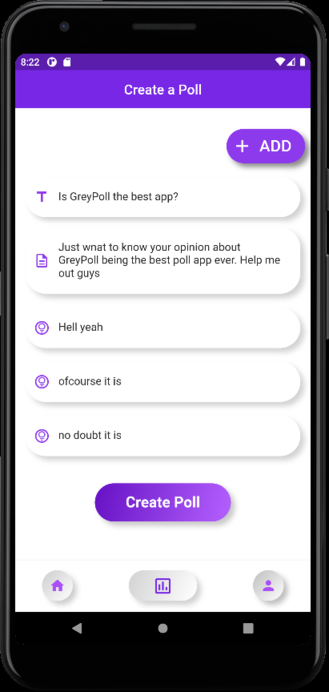 8:22
Create a Poll
+ ADD
Is GreyPoll the best app?
Just wnat to know your opinion about
GreyPoll being the best poll app ever. Help me
out guys
Hell yeah
ofcourse it is
no doubt it is
Create Poll